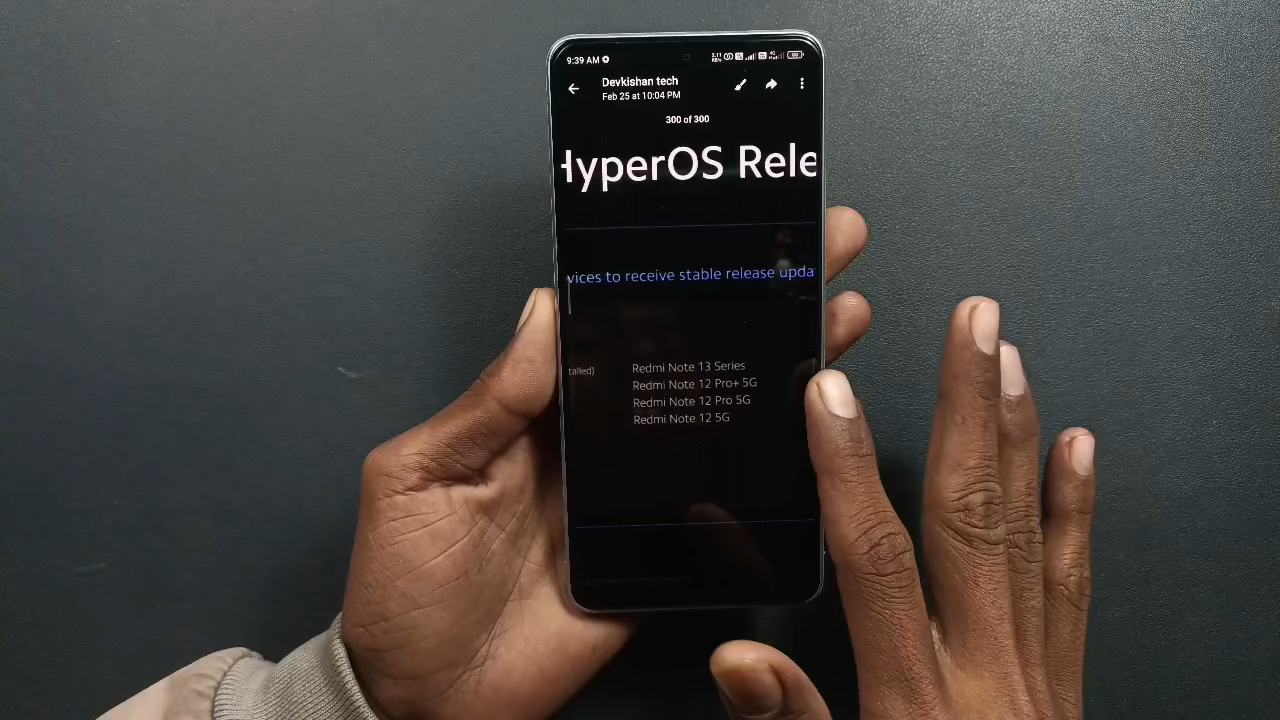 9:39 AM
Devkishan tech
Feb 25 at 10:04 PM
300 of 300
HyperOS Rele
vices to receive stable release upda
talled)
Redmi Note 13 Series
Redmi Note 12 Pro+ 5G
Redmi Note 12 Pro 5G
Redmi Note 12 5G